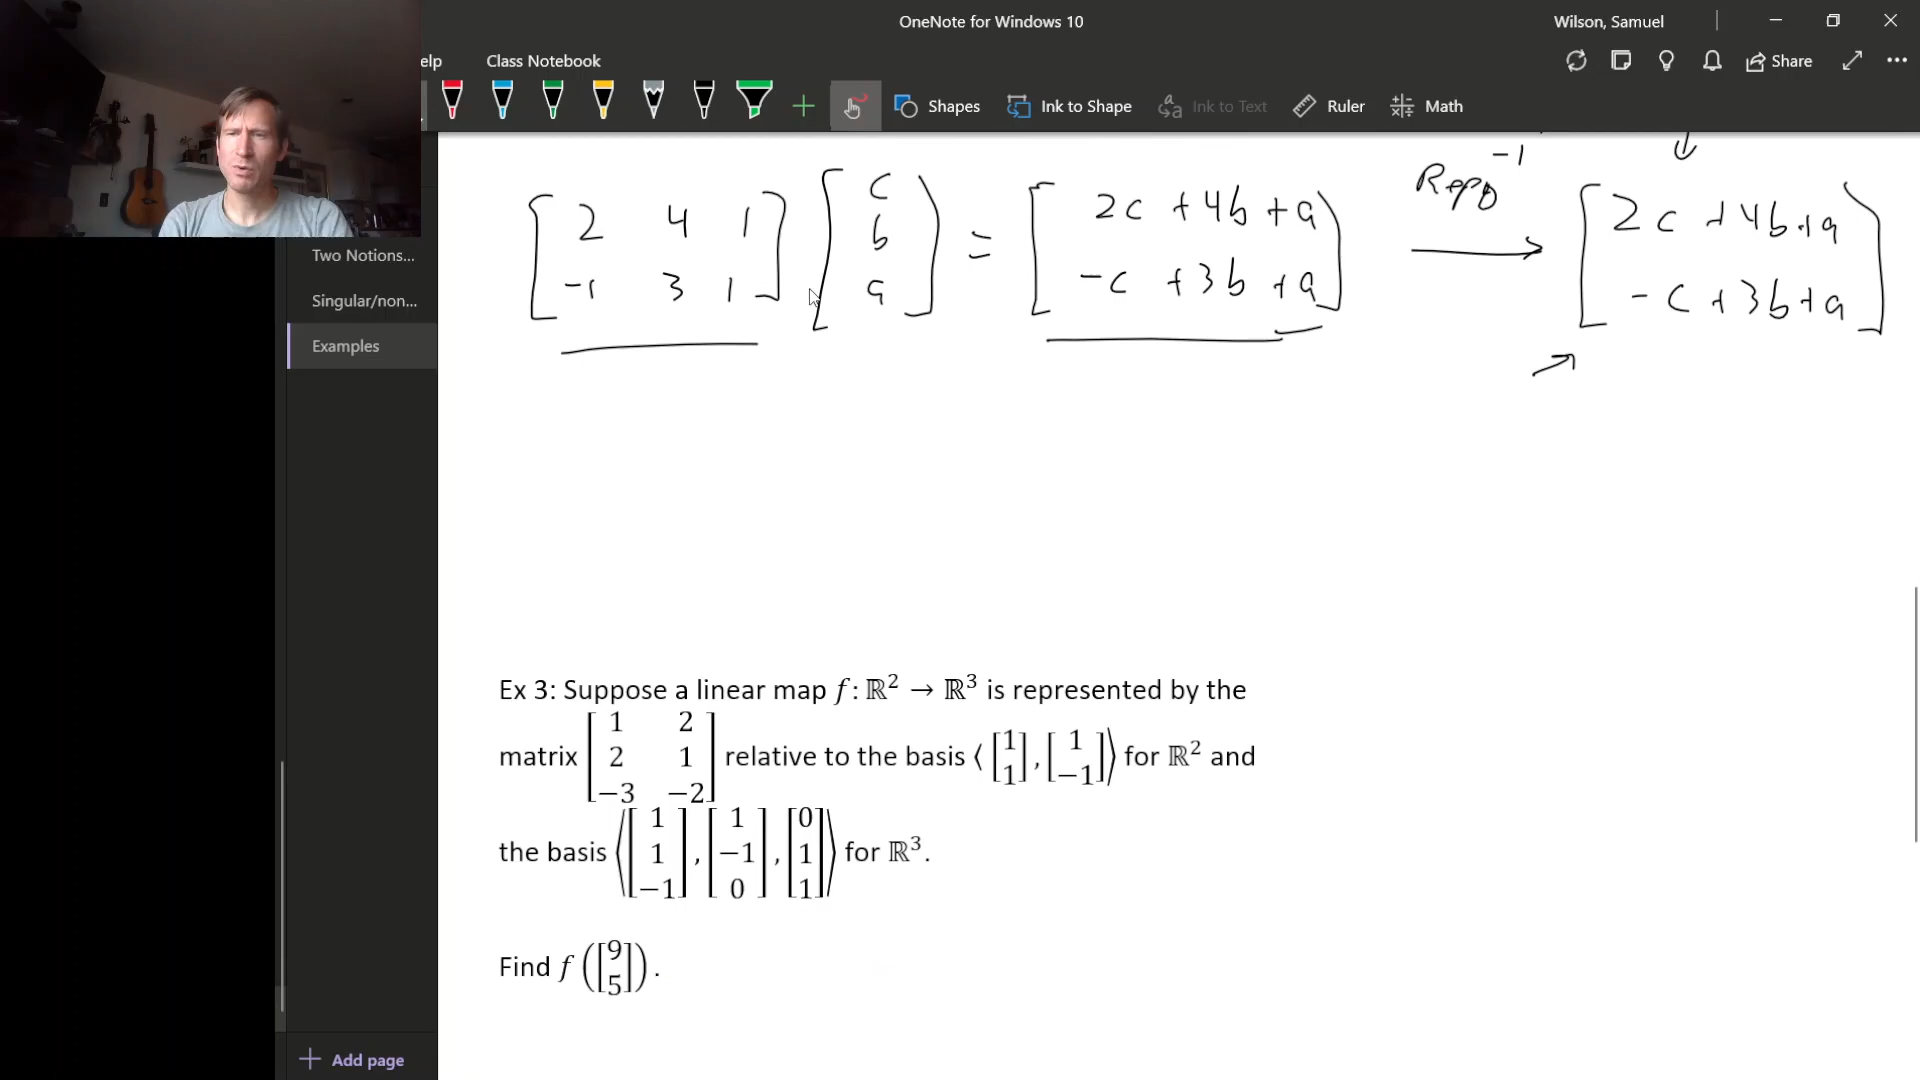 OneNote for Windows 10
Wilson, Samuel
elp Class Notebook
Share
Shapes Ink to Shape Ink to Text Ruler Math
Two Notions...
Singular/non...
Examples
Add page
[2 4 1; -1 3 1] [c; b; a] = [2c + 4b + a; -c + 3b + a] Rep_D^-1 → [2c + 4b + a; -c + 3b + a]
Ex 3: Suppose a linear map f: ℝ² → ℝ³ is represented by the
matrix [1 2; 2 1; −3 −2] relative to the basis ⟨[1; 1], [1; −1]⟩ for ℝ² and
the basis ⟨[1; 1; −1], [1; −1; 0], [0; 1; 1]⟩ for ℝ³.
Find f([9; 5]).